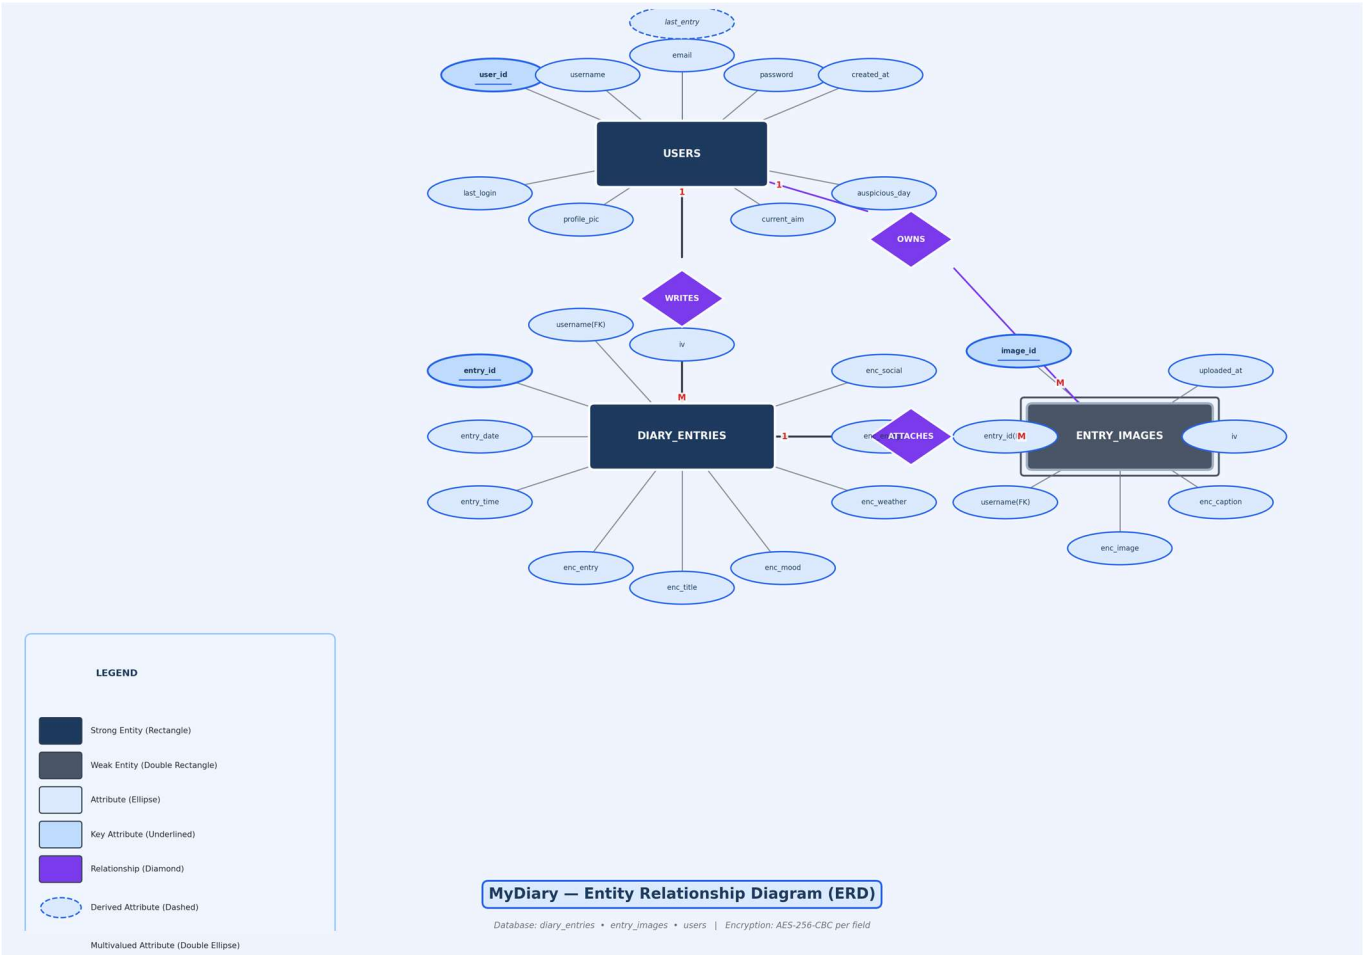 last_entry
email
user_id
username
password
created_at
USERS
last_login
1
1
auspicious_day
profile_pic
current_aim
OWNS
WRITES
username(FK)
iv
image_id
entry_id
enc_social
uploaded_at
M
M
entry_date
DIARY_ENTRIES
1
ATTACHES
M
ENTRY_IMAGES
iv
entry_time
enc_weather
username(FK)
enc_caption
enc_image
enc_entry
enc_title
enc_mood
LEGEND
Strong Entity (Rectangle)
Weak Entity (Double Rectangle)
Attribute (Ellipse)
Key Attribute (Underlined)
Relationship (Diamond)
Derived Attribute (Dashed)
Multivalued Attribute (Double Ellipse)
MyDiary — Entity Relationship Diagram (ERD)
Database: diary_entries • entry_images • users | Encryption: AES-256-CBC per field